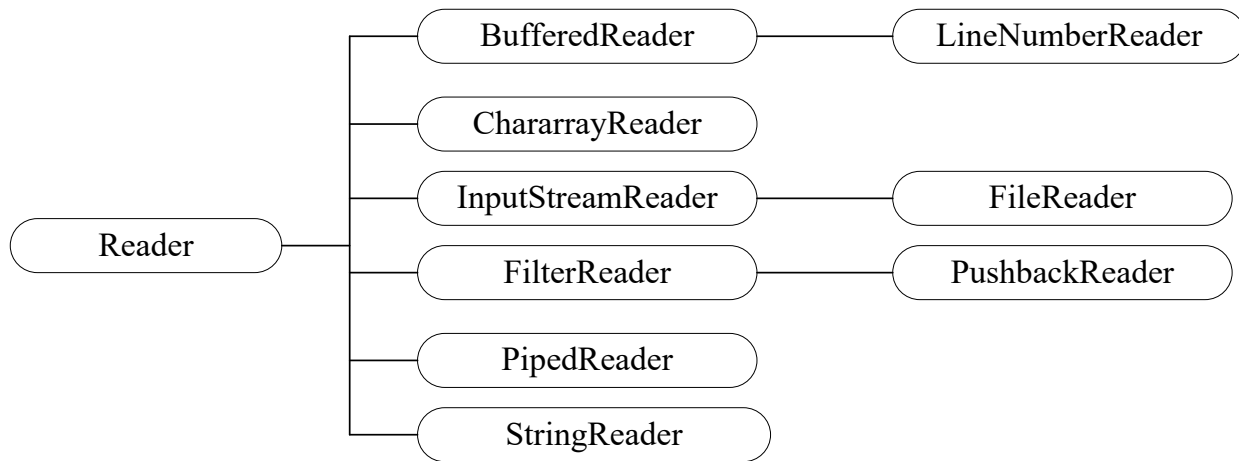 BufferedReader
LineNumberReader
ChararrayReader
InputStreamReader
FileReader
Reader
FilterReader
PushbackReader
PipedReader
StringReader